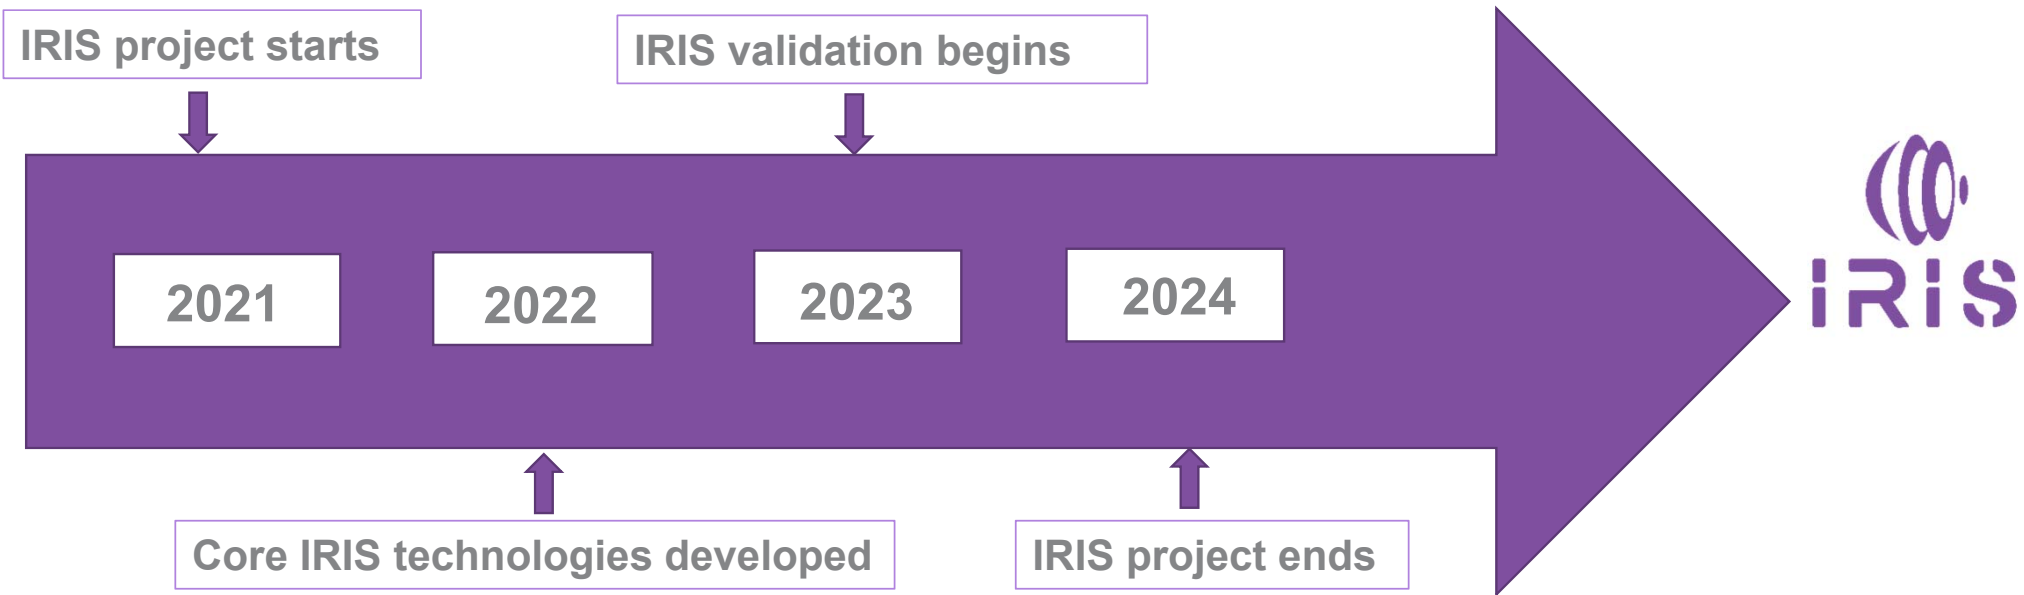 IRIS project starts
IRIS validation begins
2021
2022
2023
2024
IRIS
Core IRIS technologies developed
IRIS project ends